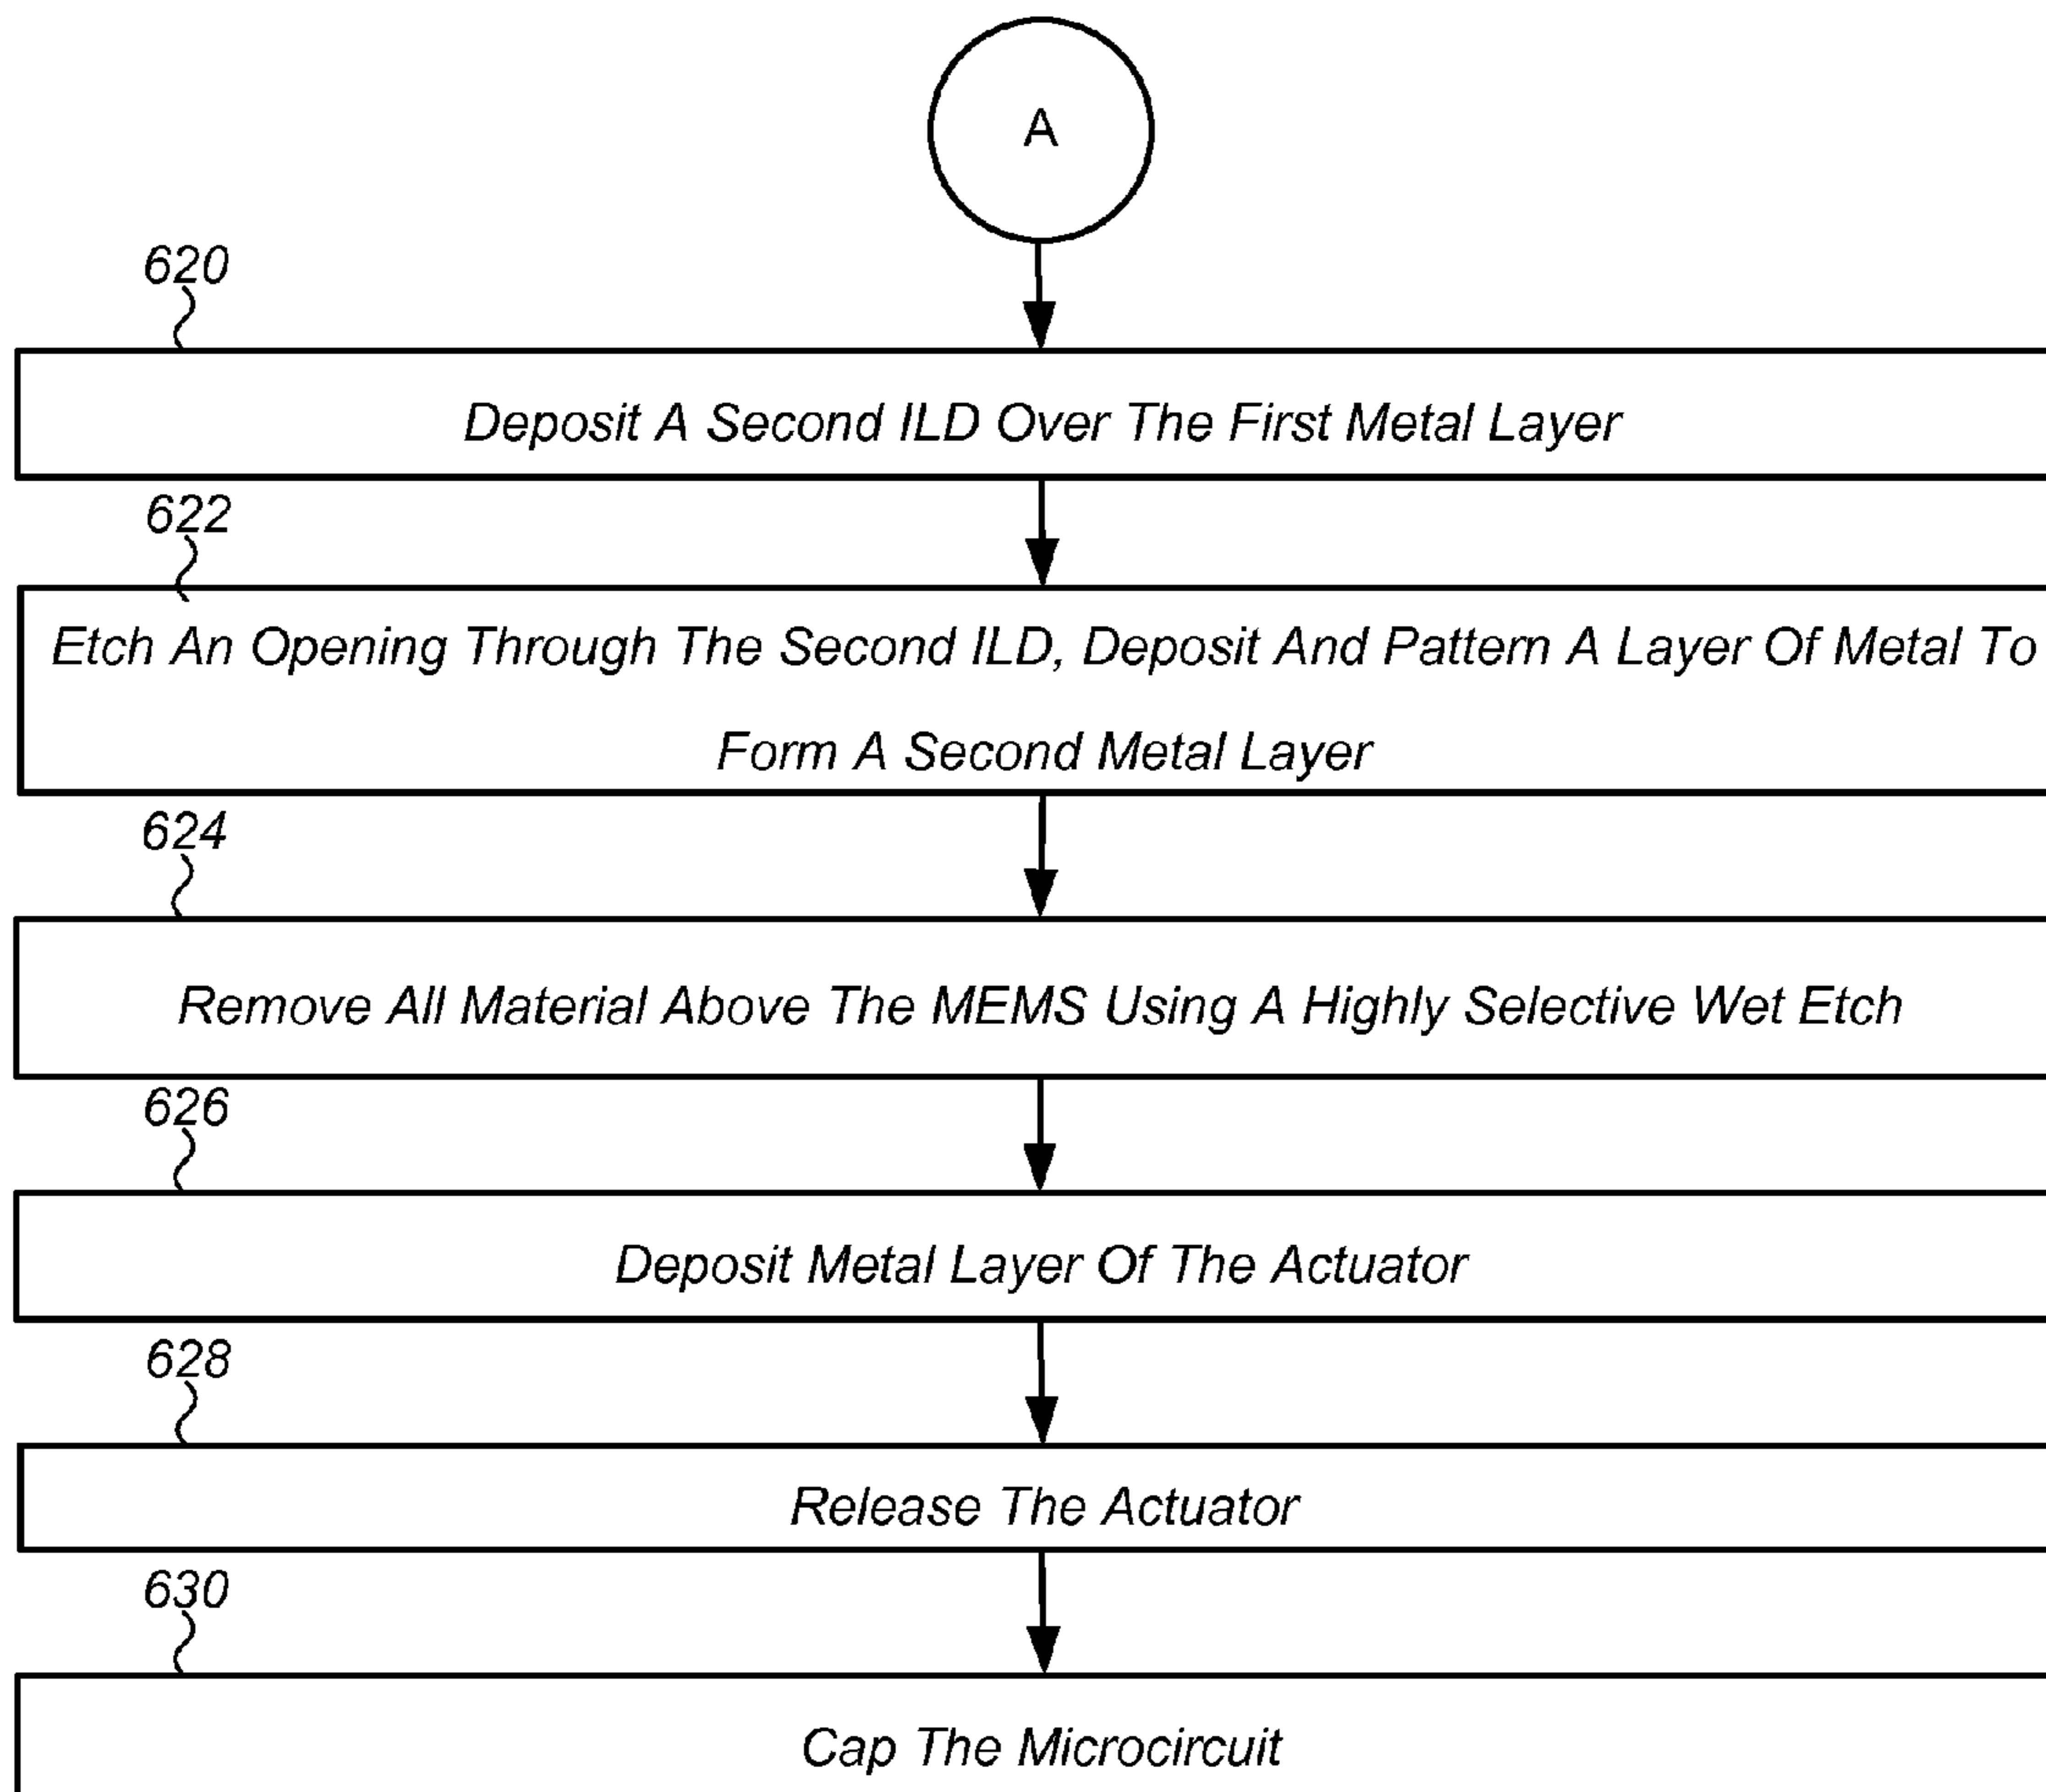 A
620
Deposit A Second ILD Over The First Metal Layer
622
Etch An Opening Through The Second ILD, Deposit And Pattern A Layer Of Metal To
Form A Second Metal Layer
624
Remove All Material Above The MEMS Using A Highly Selective Wet Etch
626
Deposit Metal Layer Of The Actuator
628
Release The Actuator
630
Cap The Microcircuit